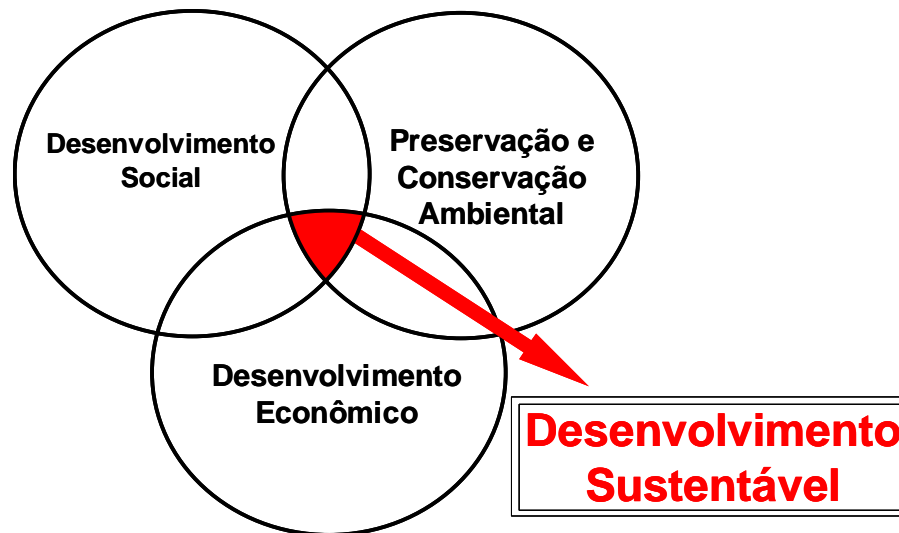 Desenvolvimento
Social
Preservação e
Conservação
Ambiental
Desenvolvimento
Econômico
Desenvolvimento
Sustentável